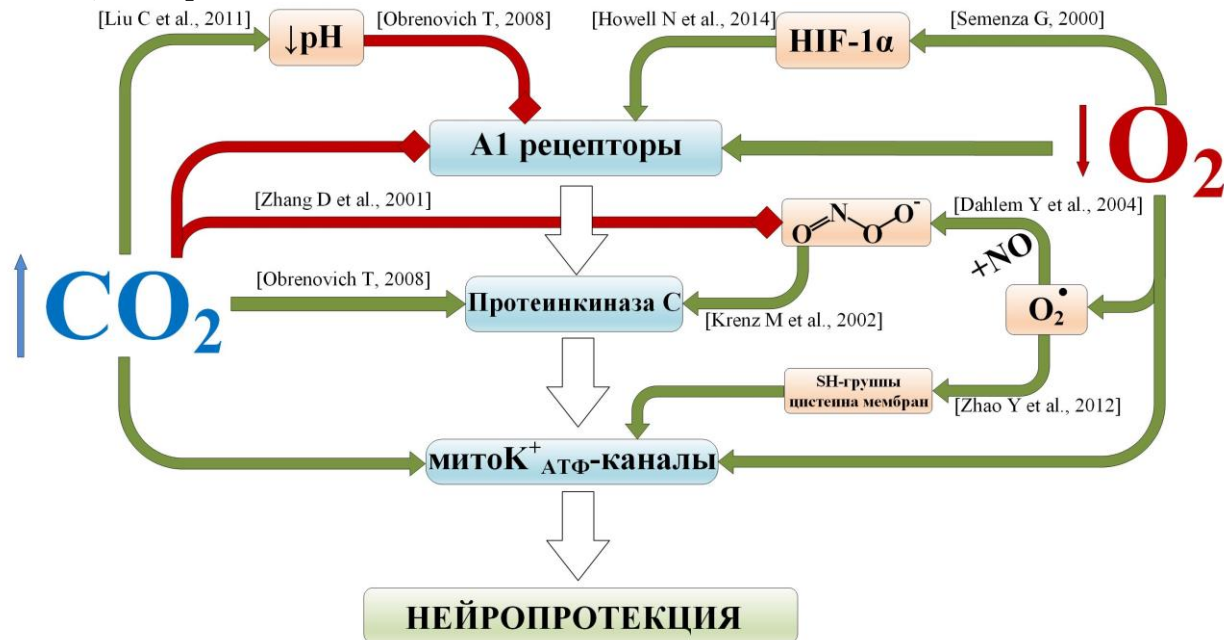 [Liu C et al., 2011]
[Obrenovich T, 2008]
[Howell N et al., 2014]
[Semenza G, 2000]
↓pH
HIF-1α
A1 рецепторы
↓ O₂
[Zhang D et al., 2001]
O=N-O-O⁻
[Dahlem Y et al., 2004]
+NO
↑CO₂
[Obrenovich T, 2008]
Протеинкиназа С
[Krenz M et al., 2002]
O₂•
SH-группы
цистеина мембран
[Zhao Y et al., 2012]
митоК⁺АТФ-каналы
НЕЙРОПРОТЕКЦИЯ